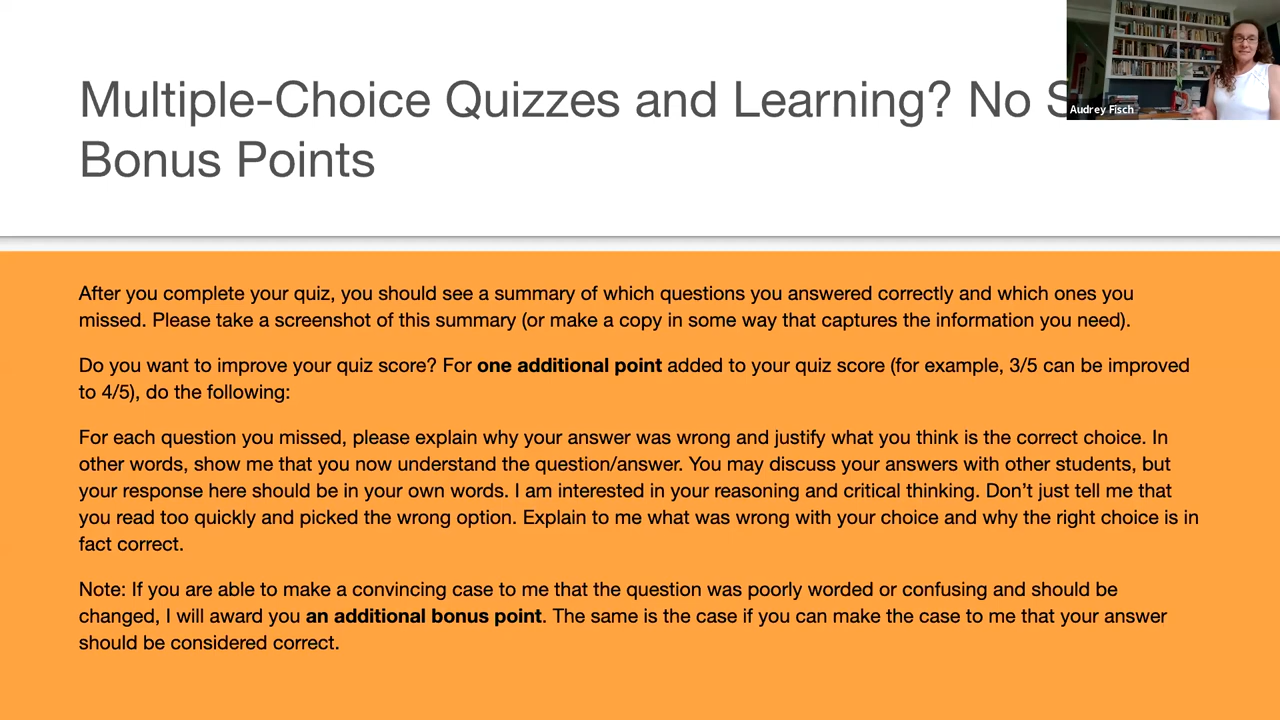 Multiple-Choice Quizzes and Learning? No
Bonus Points
Audrey Fisch
After you complete your quiz, you should see a summary of which questions you answered correctly and which ones you
missed. Please take a screenshot of this summary (or make a copy in some way that captures the information you need).
Do you want to improve your quiz score? For one additional point added to your quiz score (for example, 3/5 can be improved
to 4/5), do the following:
For each question you missed, please explain why your answer was wrong and justify what you think is the correct choice. In
other words, show me that you now understand the question/answer. You may discuss your answers with other students, but
your response here should be in your own words. I am interested in your reasoning and critical thinking. Don’t just tell me that
you read too quickly and picked the wrong option. Explain to me what was wrong with your choice and why the right choice is in
fact correct.
Note: If you are able to make a convincing case to me that the question was poorly worded or confusing and should be
changed, I will award you an additional bonus point. The same is the case if you can make the case to me that your answer
should be considered correct.